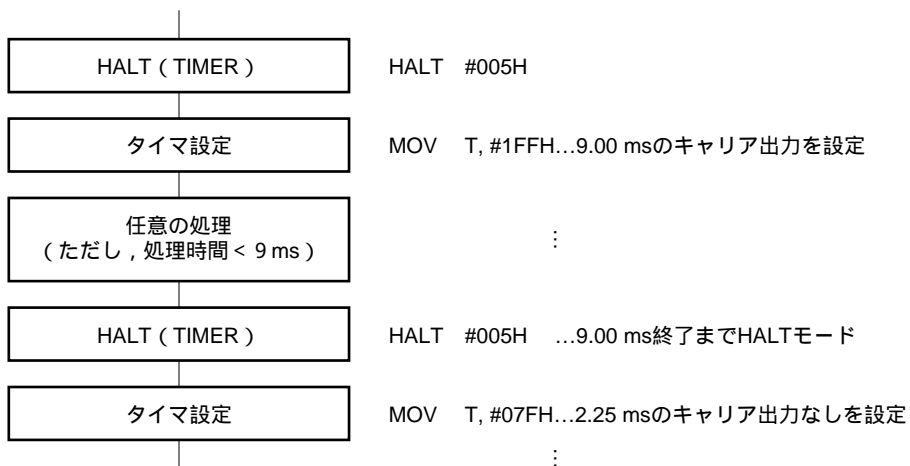 HALT(TIMER) HALT #005H
タイマ設定 MOV T, #1FFH…9.00 msのキャリア出力を設定
任意の処理
(ただし,処理時間<9 ms) ⋮
HALT(TIMER) HALT #005H …9.00 ms終了までHALTモード
タイマ設定 MOV T, #07FH…2.25 msのキャリア出力なしを設定
⋮